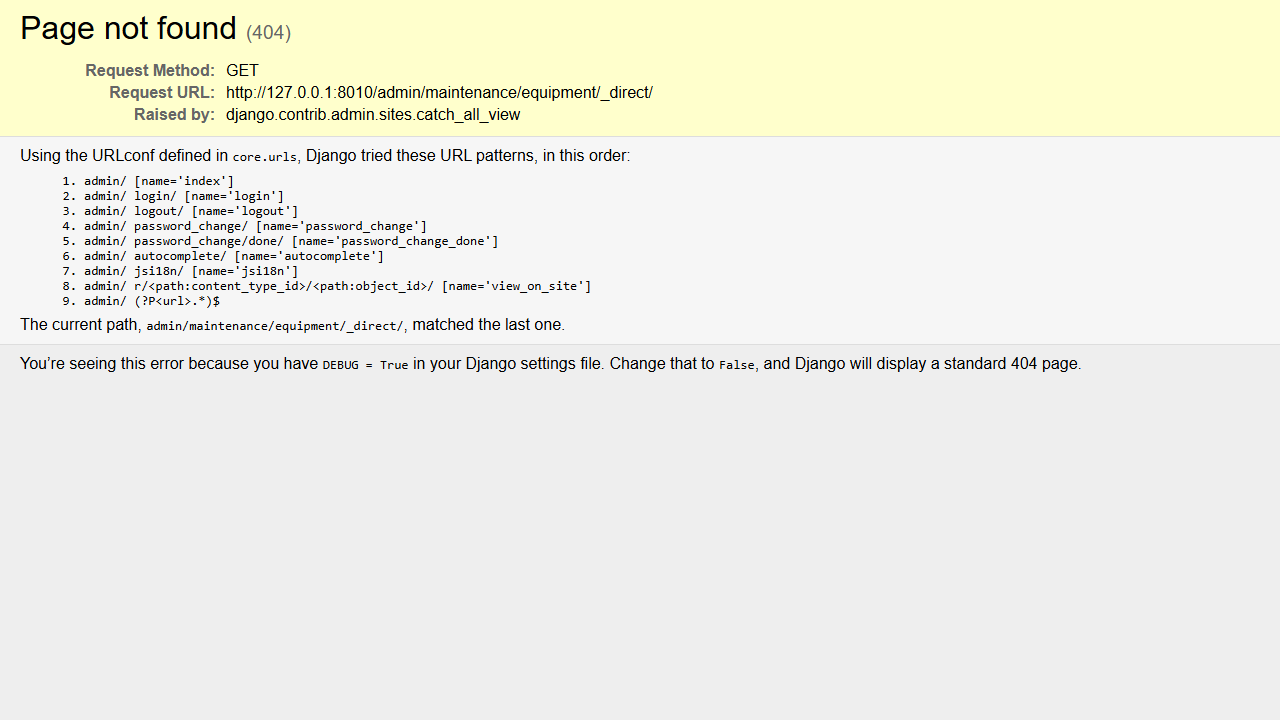 Page not found (404)
Request Method: GET
Request URL: http://127.0.0.1:8010/admin/maintenance/equipment/_direct/
Raised by: django.contrib.admin.sites.catch_all_view
Using the URLconf defined in core.urls, Django tried these URL patterns, in this order:
1. admin/ [name='index']
2. admin/ login/ [name='login']
3. admin/ logout/ [name='logout']
4. admin/ password_change/ [name='password_change']
5. admin/ password_change/done/ [name='password_change_done']
6. admin/ autocomplete/ [name='autocomplete']
7. admin/ jsi18n/ [name='jsi18n']
8. admin/ r/<path:content_type_id>/<path:object_id>/ [name='view_on_site']
9. admin/ (?P<url>.*)$
The current path, admin/maintenance/equipment/_direct/, matched the last one.
You’re seeing this error because you have DEBUG = True in your Django settings file. Change that to False, and Django will display a standard 404 page.